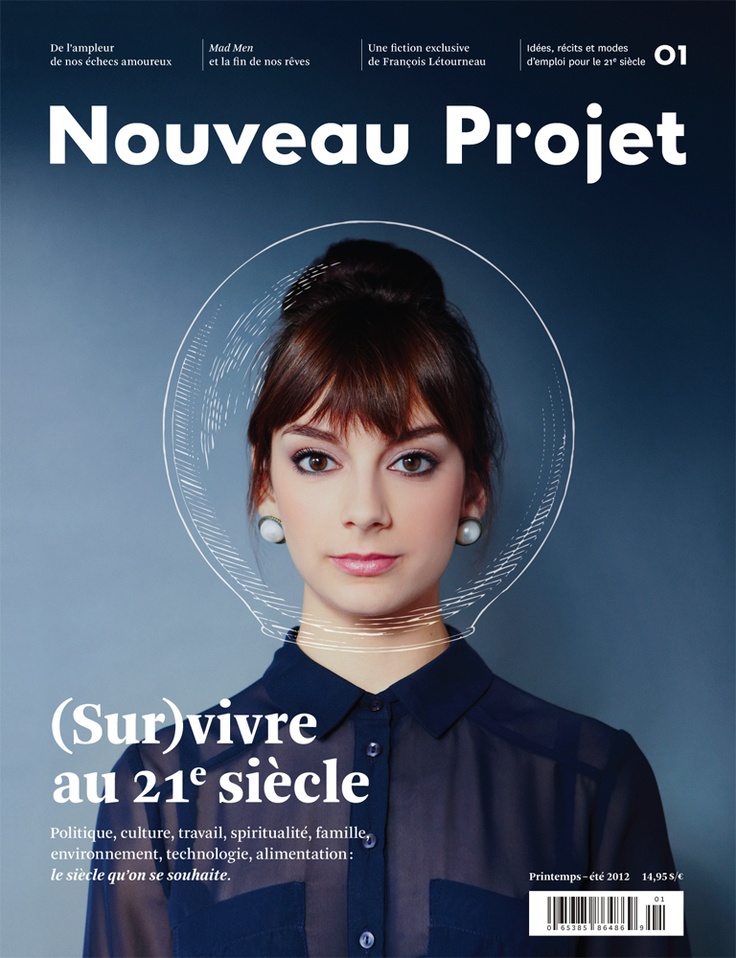 De l'ampleur
de nos échecs amoureux
Mad Men
et la fin de nos rêves
Une fiction exclusive
de François Létourneau
Idées, récits et modes
d'emploi pour le 21e siècle
01
Nouveau Projet
(Sur)vivre
au 21e siècle
Politique, culture, travail, spiritualité, famille,
environnement, technologie, alimentation :
le siècle qu'on se souhaite.
Printemps–été 2012 14,95 $/€
01
0 65385 86486 9